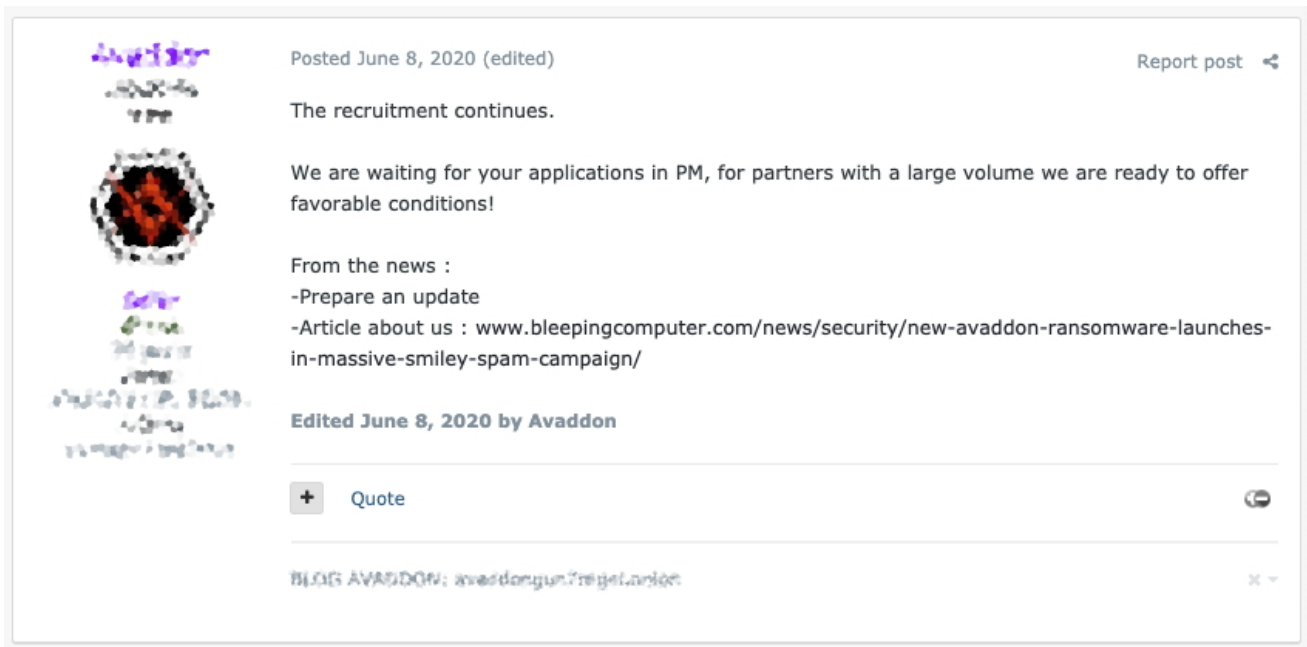 Posted June 8, 2020 (edited)
Report post
The recruitment continues.
We are waiting for your applications in PM, for partners with a large volume we are ready to offer
favorable conditions!
From the news :
-Prepare an update
-Article about us : www.bleepingcomputer.com/news/security/new-avaddon-ransomware-launches-
in-massive-smiley-spam-campaign/
Edited June 8, 2020 by Avaddon
+ Quote
BLOG AVADDON: